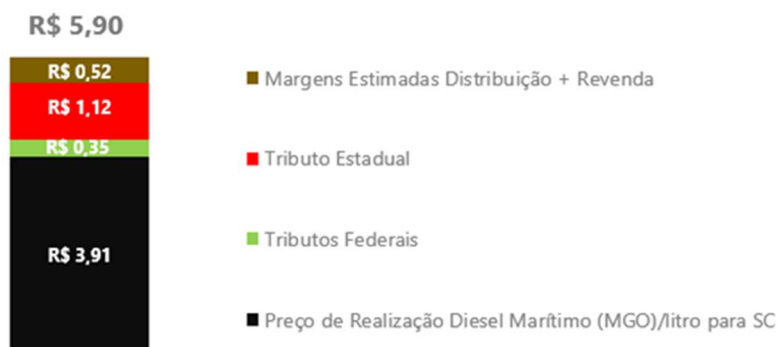 R$ 5,90
R$ 0,52
Margens Estimadas Distribuição + Revenda
R$ 1,12
Tributo Estadual
R$ 0,35
Tributos Federais
R$ 3,91
Preço de Realização Diesel Marítimo (MGO)/litro para SC